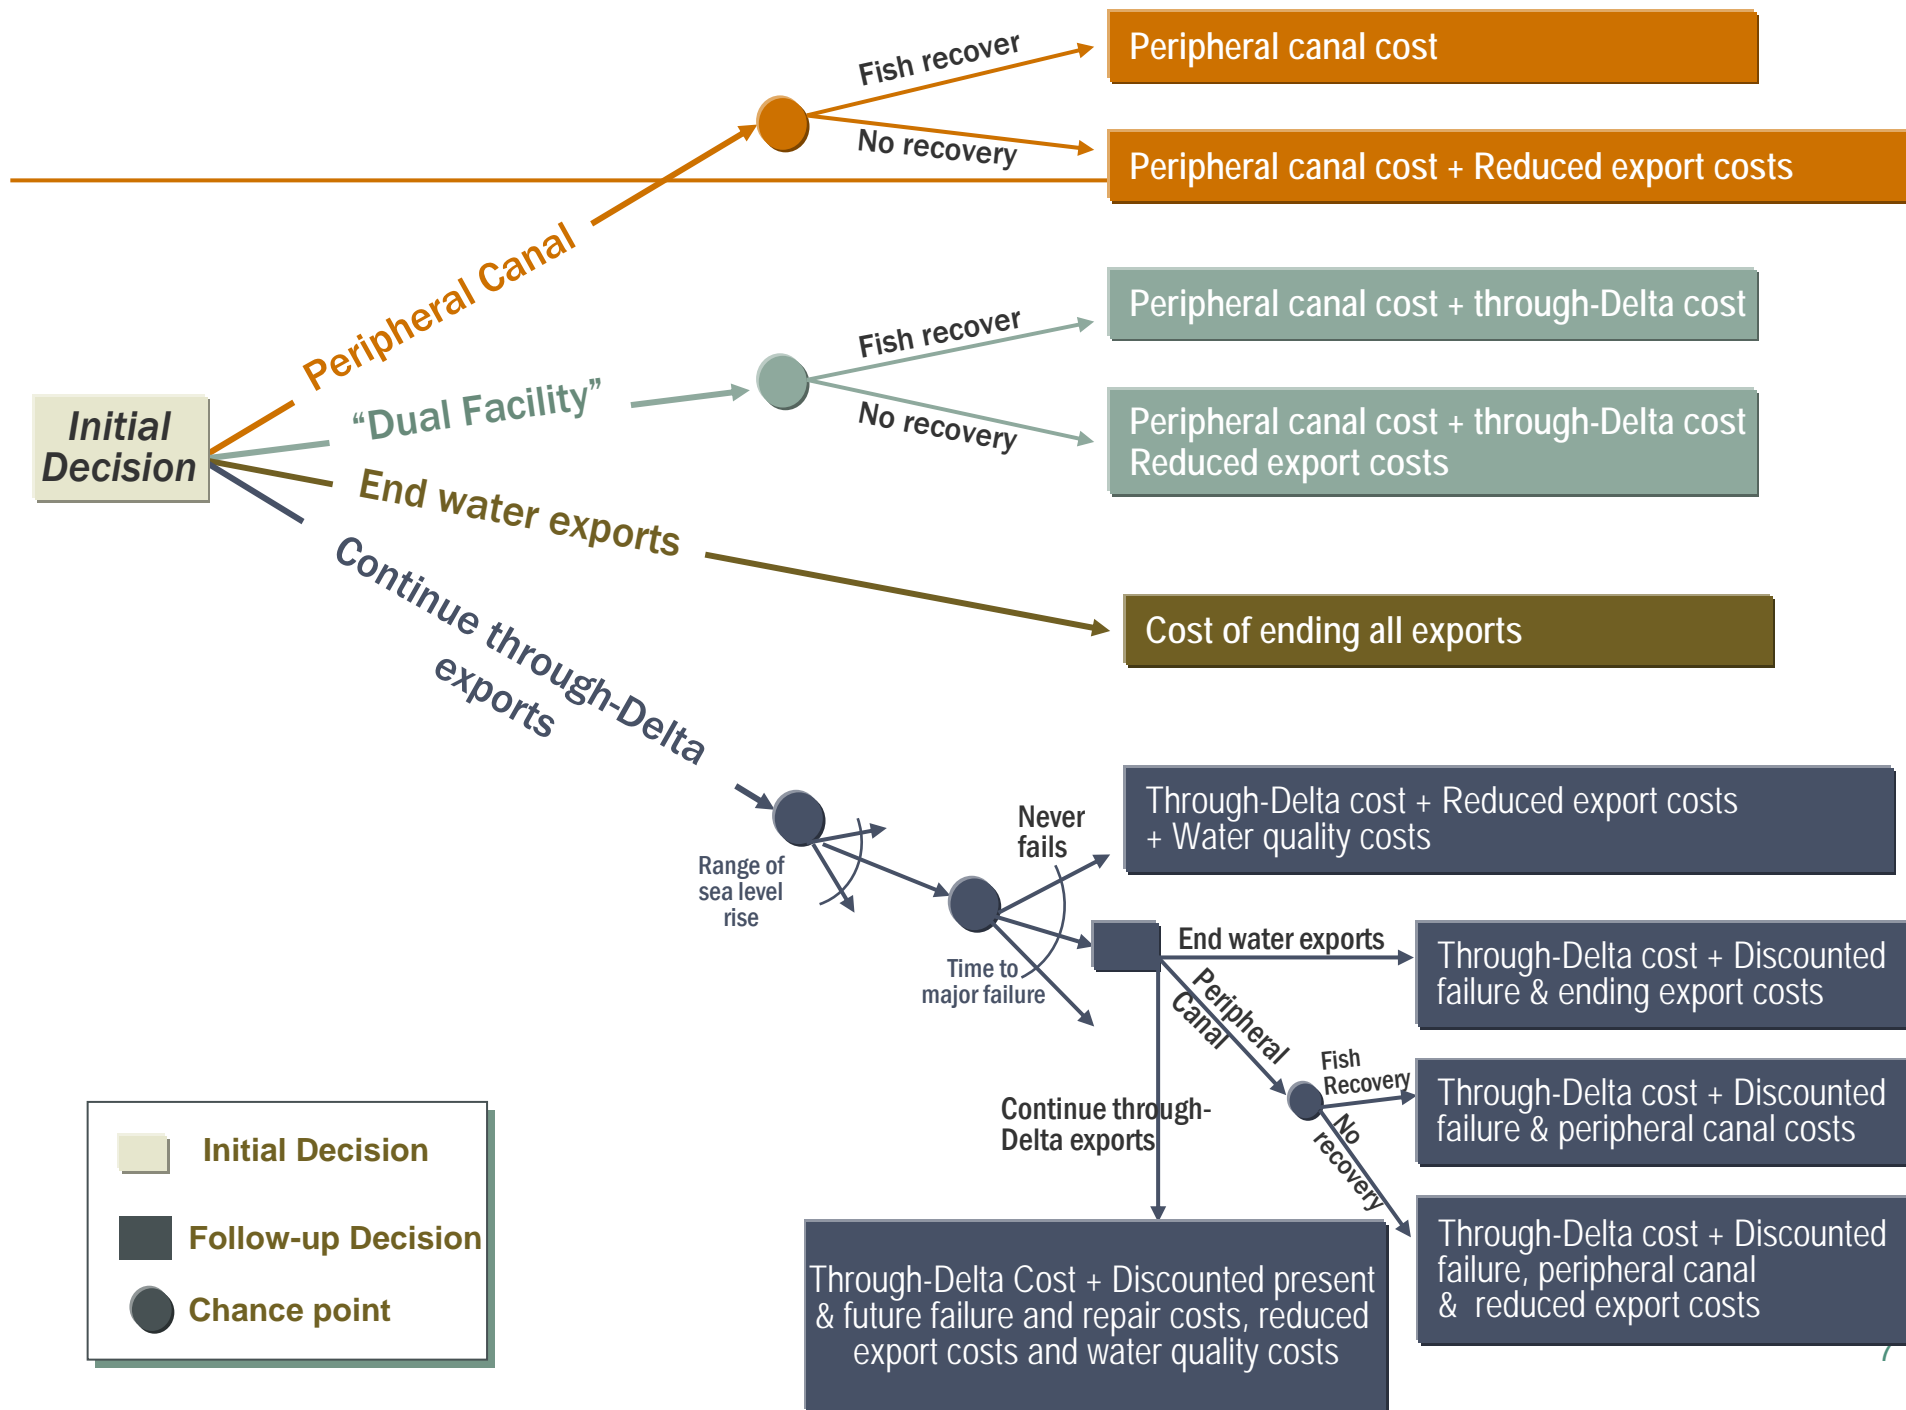 Fish recover
Peripheral canal cost
No recovery
Peripheral canal cost + Reduced export costs
Peripheral Canal
Fish recover
Peripheral canal cost + through-Delta cost
"Dual Facility"
No recovery
Peripheral canal cost + through-Delta cost
Reduced export costs
Initial
Decision
End water exports
Cost of ending all exports
Continue through-Delta
exports
Range of
sea level
rise
Never
fails
Through-Delta cost + Reduced export costs
+ Water quality costs
Time to
major failure
End water exports
Through-Delta cost + Discounted
failure & ending export costs
Peripheral
Canal
Fish
Recovery
Through-Delta cost + Discounted
failure & peripheral canal costs
No
recovery
Through-Delta cost + Discounted
failure, peripheral canal
& reduced export costs
Continue through-
Delta exports
Through-Delta Cost + Discounted present
& future failure and repair costs, reduced
export costs and water quality costs
Initial Decision
Follow-up Decision
Chance point
7